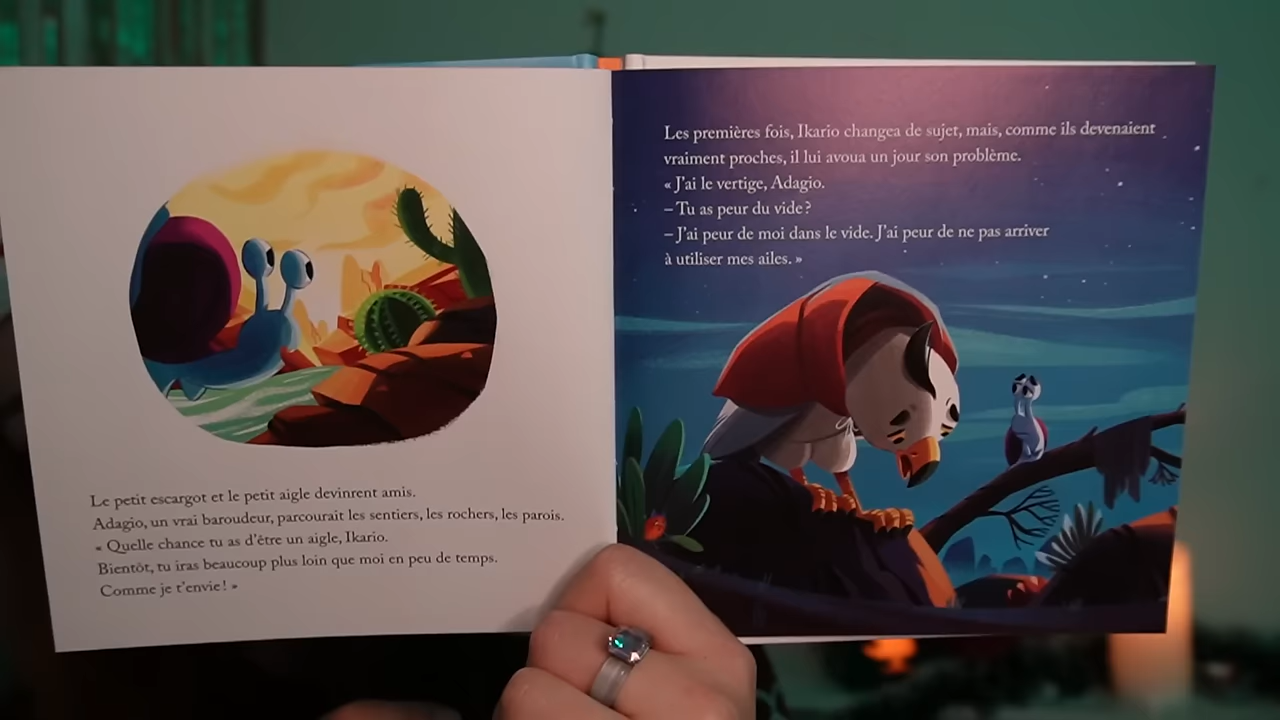 Le petit escargot et le petit aigle devinrent amis.
Adagio, un vrai baroudeur, parcourait les sentiers, les rochers, les parois.
« Quelle chance tu as d'être un aigle, Ikario.
Bientôt, tu iras beaucoup plus loin que moi en peu de temps.
Comme je t'envie ! »
Les premières fois, Ikario changea de sujet, mais, comme ils devenaient
vraiment proches, il lui avoua un jour son problème.
« J'ai le vertige, Adagio.
– Tu as peur du vide ?
– J'ai peur de moi dans le vide. J'ai peur de ne pas arriver
à utiliser mes ailes. »